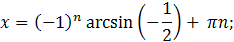 x = (−1)ⁿ arcsin (−1/2) + πn;